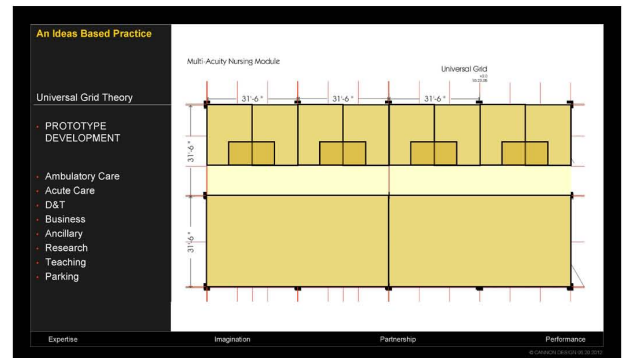 An Ideas Based Practice
Universal Grid Theory
PROTOTYPE
DEVELOPMENT
Ambulatory Care
Acute Care
D&T
Business
Ancillary
Research
Teaching
Parking
Multi-Acuity Nursing Module
Universal Grid
31'-6"
31'-6"
31'-6"
31'-6"
31'-6"
Expertise
Imagination
Partnership
Performance
© CANNON DESIGN